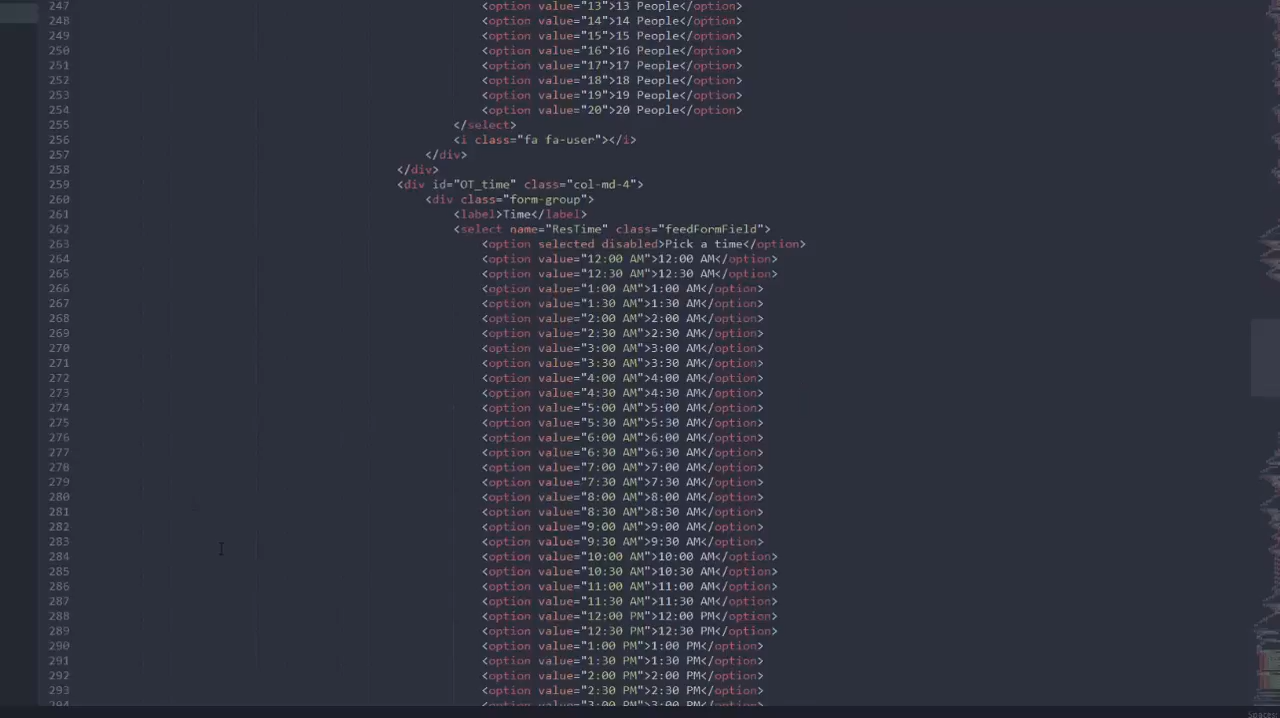 247 <option value="13">13 People</option>
248 <option value="14">14 People</option>
249 <option value="15">15 People</option>
250 <option value="16">16 People</option>
251 <option value="17">17 People</option>
252 <option value="18">18 People</option>
253 <option value="19">19 People</option>
254 <option value="20">20 People</option>
255 </select>
256 <i class="fa fa-user"></i>
257 </div>
258 </div>
259 <div id="OT_time" class="col-md-4">
260 <div class="form-group">
261 <label>Time</label>
262 <select name="ResTime" class="feedFormField">
263 <option selected disabled>Pick a time</option>
264 <option value="12:00 AM">12:00 AM</option>
265 <option value="12:30 AM">12:30 AM</option>
266 <option value="1:00 AM">1:00 AM</option>
267 <option value="1:30 AM">1:30 AM</option>
268 <option value="2:00 AM">2:00 AM</option>
269 <option value="2:30 AM">2:30 AM</option>
270 <option value="3:00 AM">3:00 AM</option>
271 <option value="3:30 AM">3:30 AM</option>
272 <option value="4:00 AM">4:00 AM</option>
273 <option value="4:30 AM">4:30 AM</option>
274 <option value="5:00 AM">5:00 AM</option>
275 <option value="5:30 AM">5:30 AM</option>
276 <option value="6:00 AM">6:00 AM</option>
277 <option value="6:30 AM">6:30 AM</option>
278 <option value="7:00 AM">7:00 AM</option>
279 <option value="7:30 AM">7:30 AM</option>
280 <option value="8:00 AM">8:00 AM</option>
281 <option value="8:30 AM">8:30 AM</option>
282 <option value="9:00 AM">9:00 AM</option>
283 <option value="9:30 AM">9:30 AM</option>
284 <option value="10:00 AM">10:00 AM</option>
285 <option value="10:30 AM">10:30 AM</option>
286 <option value="11:00 AM">11:00 AM</option>
287 <option value="11:30 AM">11:30 AM</option>
288 <option value="12:00 PM">12:00 PM</option>
289 <option value="12:30 PM">12:30 PM</option>
290 <option value="1:00 PM">1:00 PM</option>
291 <option value="1:30 PM">1:30 PM</option>
292 <option value="2:00 PM">2:00 PM</option>
293 <option value="2:30 PM">2:30 PM</option>
294 <option value="3:00 PM">3:00 PM</option>
Spaces: